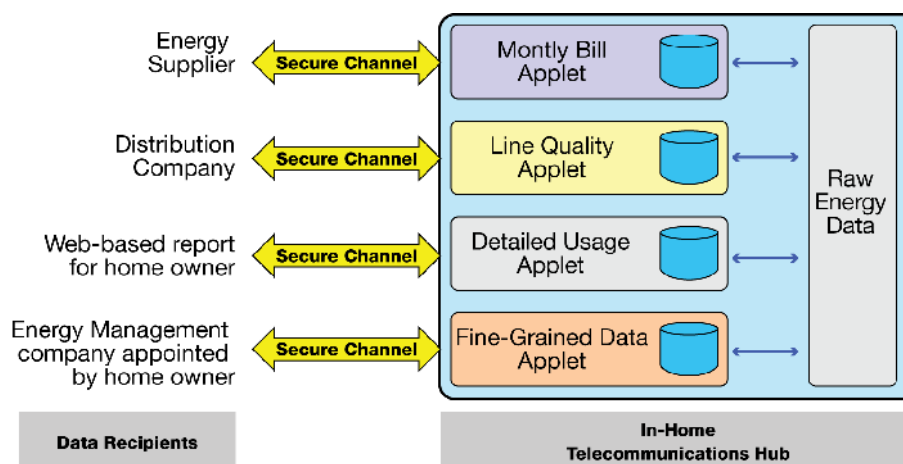 Energy
Supplier
Secure Channel
Montly Bill
Applet
Distribution
Company
Secure Channel
Line Quality
Applet
Raw
Energy
Data
Web-based report
for home owner
Secure Channel
Detailed Usage
Applet
Energy Management
company appointed
by home owner
Secure Channel
Fine-Grained Data
Applet
Data Recipients
In-Home
Telecommunications Hub